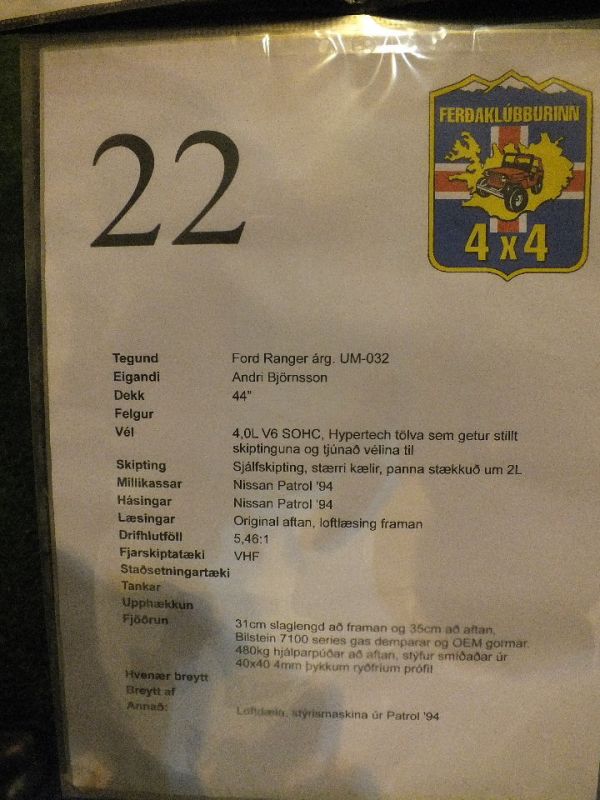 22
FERÐAKLÚBBURINN
4 x 4
Tegund Ford Ranger árg. UM-032
Eigandi Andri Björnsson
Dekk 44"
Felgur
Vél 4,0L V6 SOHC, Hypertech tölva sem getur stillt
skiptinguna og tjúnað vélina til
Skipting Sjálfskipting, stærri kælir, panna stækkuð um 2L
Millikassar Nissan Patrol '94
Hásingar Nissan Patrol '94
Læsingar Original aftan, loftlæsing framan
Drifhlutföll 5,46:1
Fjarskiptatæki VHF
Staðsetningartæki
Tankar
Upphækkun
Fjöðrun 31cm slaglengd að framan og 35cm að aftan,
Bilstein 7100 series gas demparar og OEM gormar.
480kg hjálparpúðar að aftan, stýfur smíðaðar úr
40x40 4mm þykkum ryðfríum prófíl
Hvenær breytt
Breytt af
Annað: Loftdæla, stýrismaskina úr Patrol '94